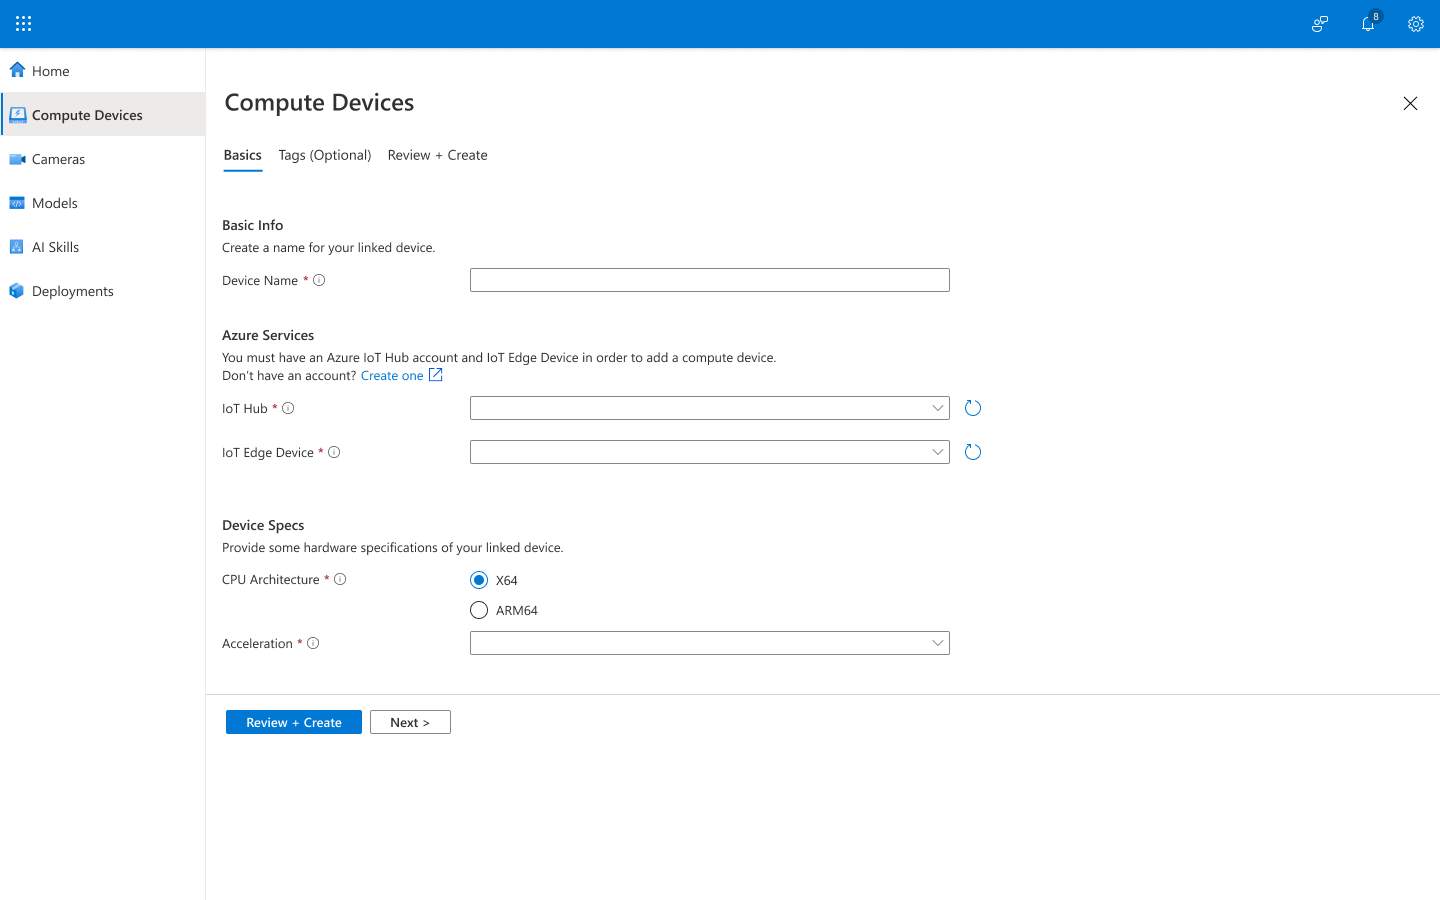 8
Home
Compute Devices
Cameras
Models
AI Skills
Deployments
Compute Devices
Basics Tags (Optional) Review + Create
Basic Info
Create a name for your linked device.
Device Name *
Azure Services
You must have an Azure IoT Hub account and IoT Edge Device in order to add a compute device.
Don't have an account? Create one
IoT Hub *
IoT Edge Device *
Device Specs
Provide some hardware specifications of your linked device.
CPU Architecture * X64
ARM64
Acceleration *
Review + Create Next >